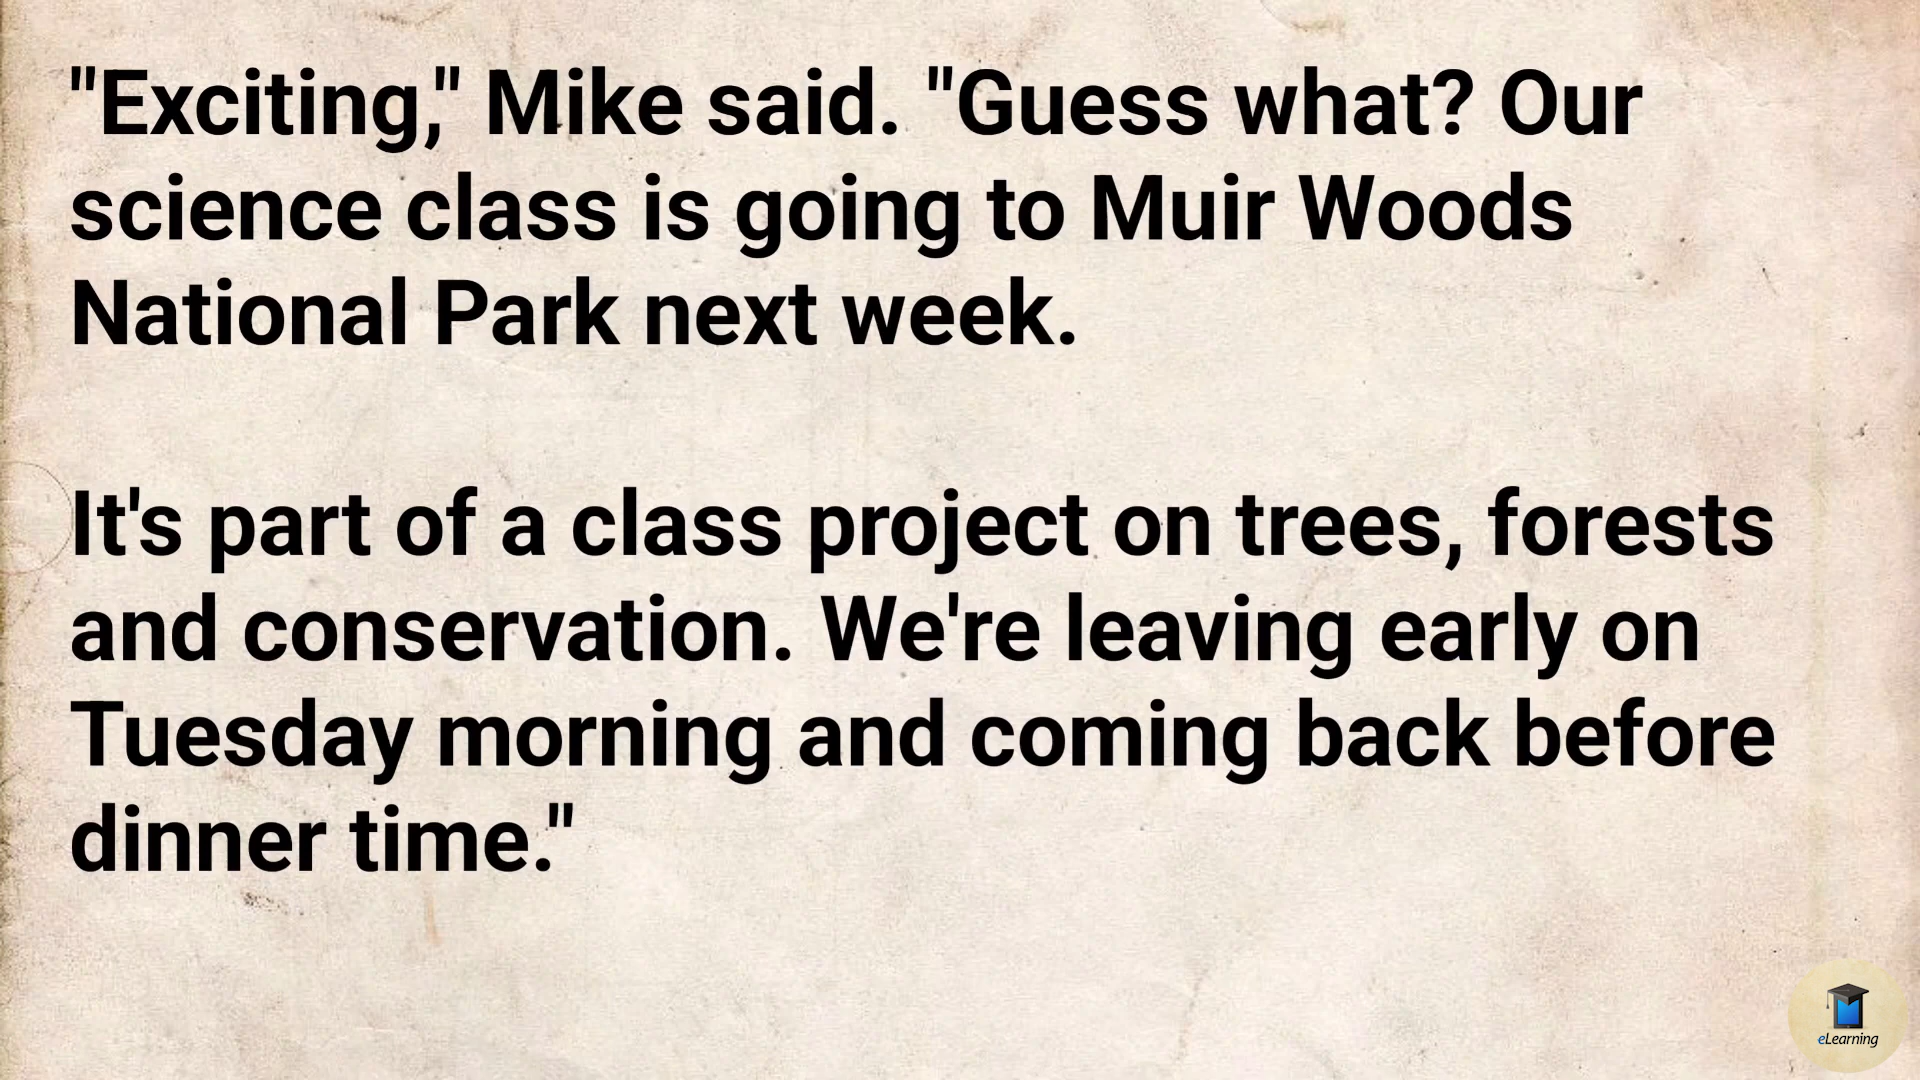 "Exciting," Mike said. "Guess what? Our
science class is going to Muir Woods
National Park next week.
It's part of a class project on trees, forests
and conservation. We're leaving early on
Tuesday morning and coming back before
dinner time."
eLearning